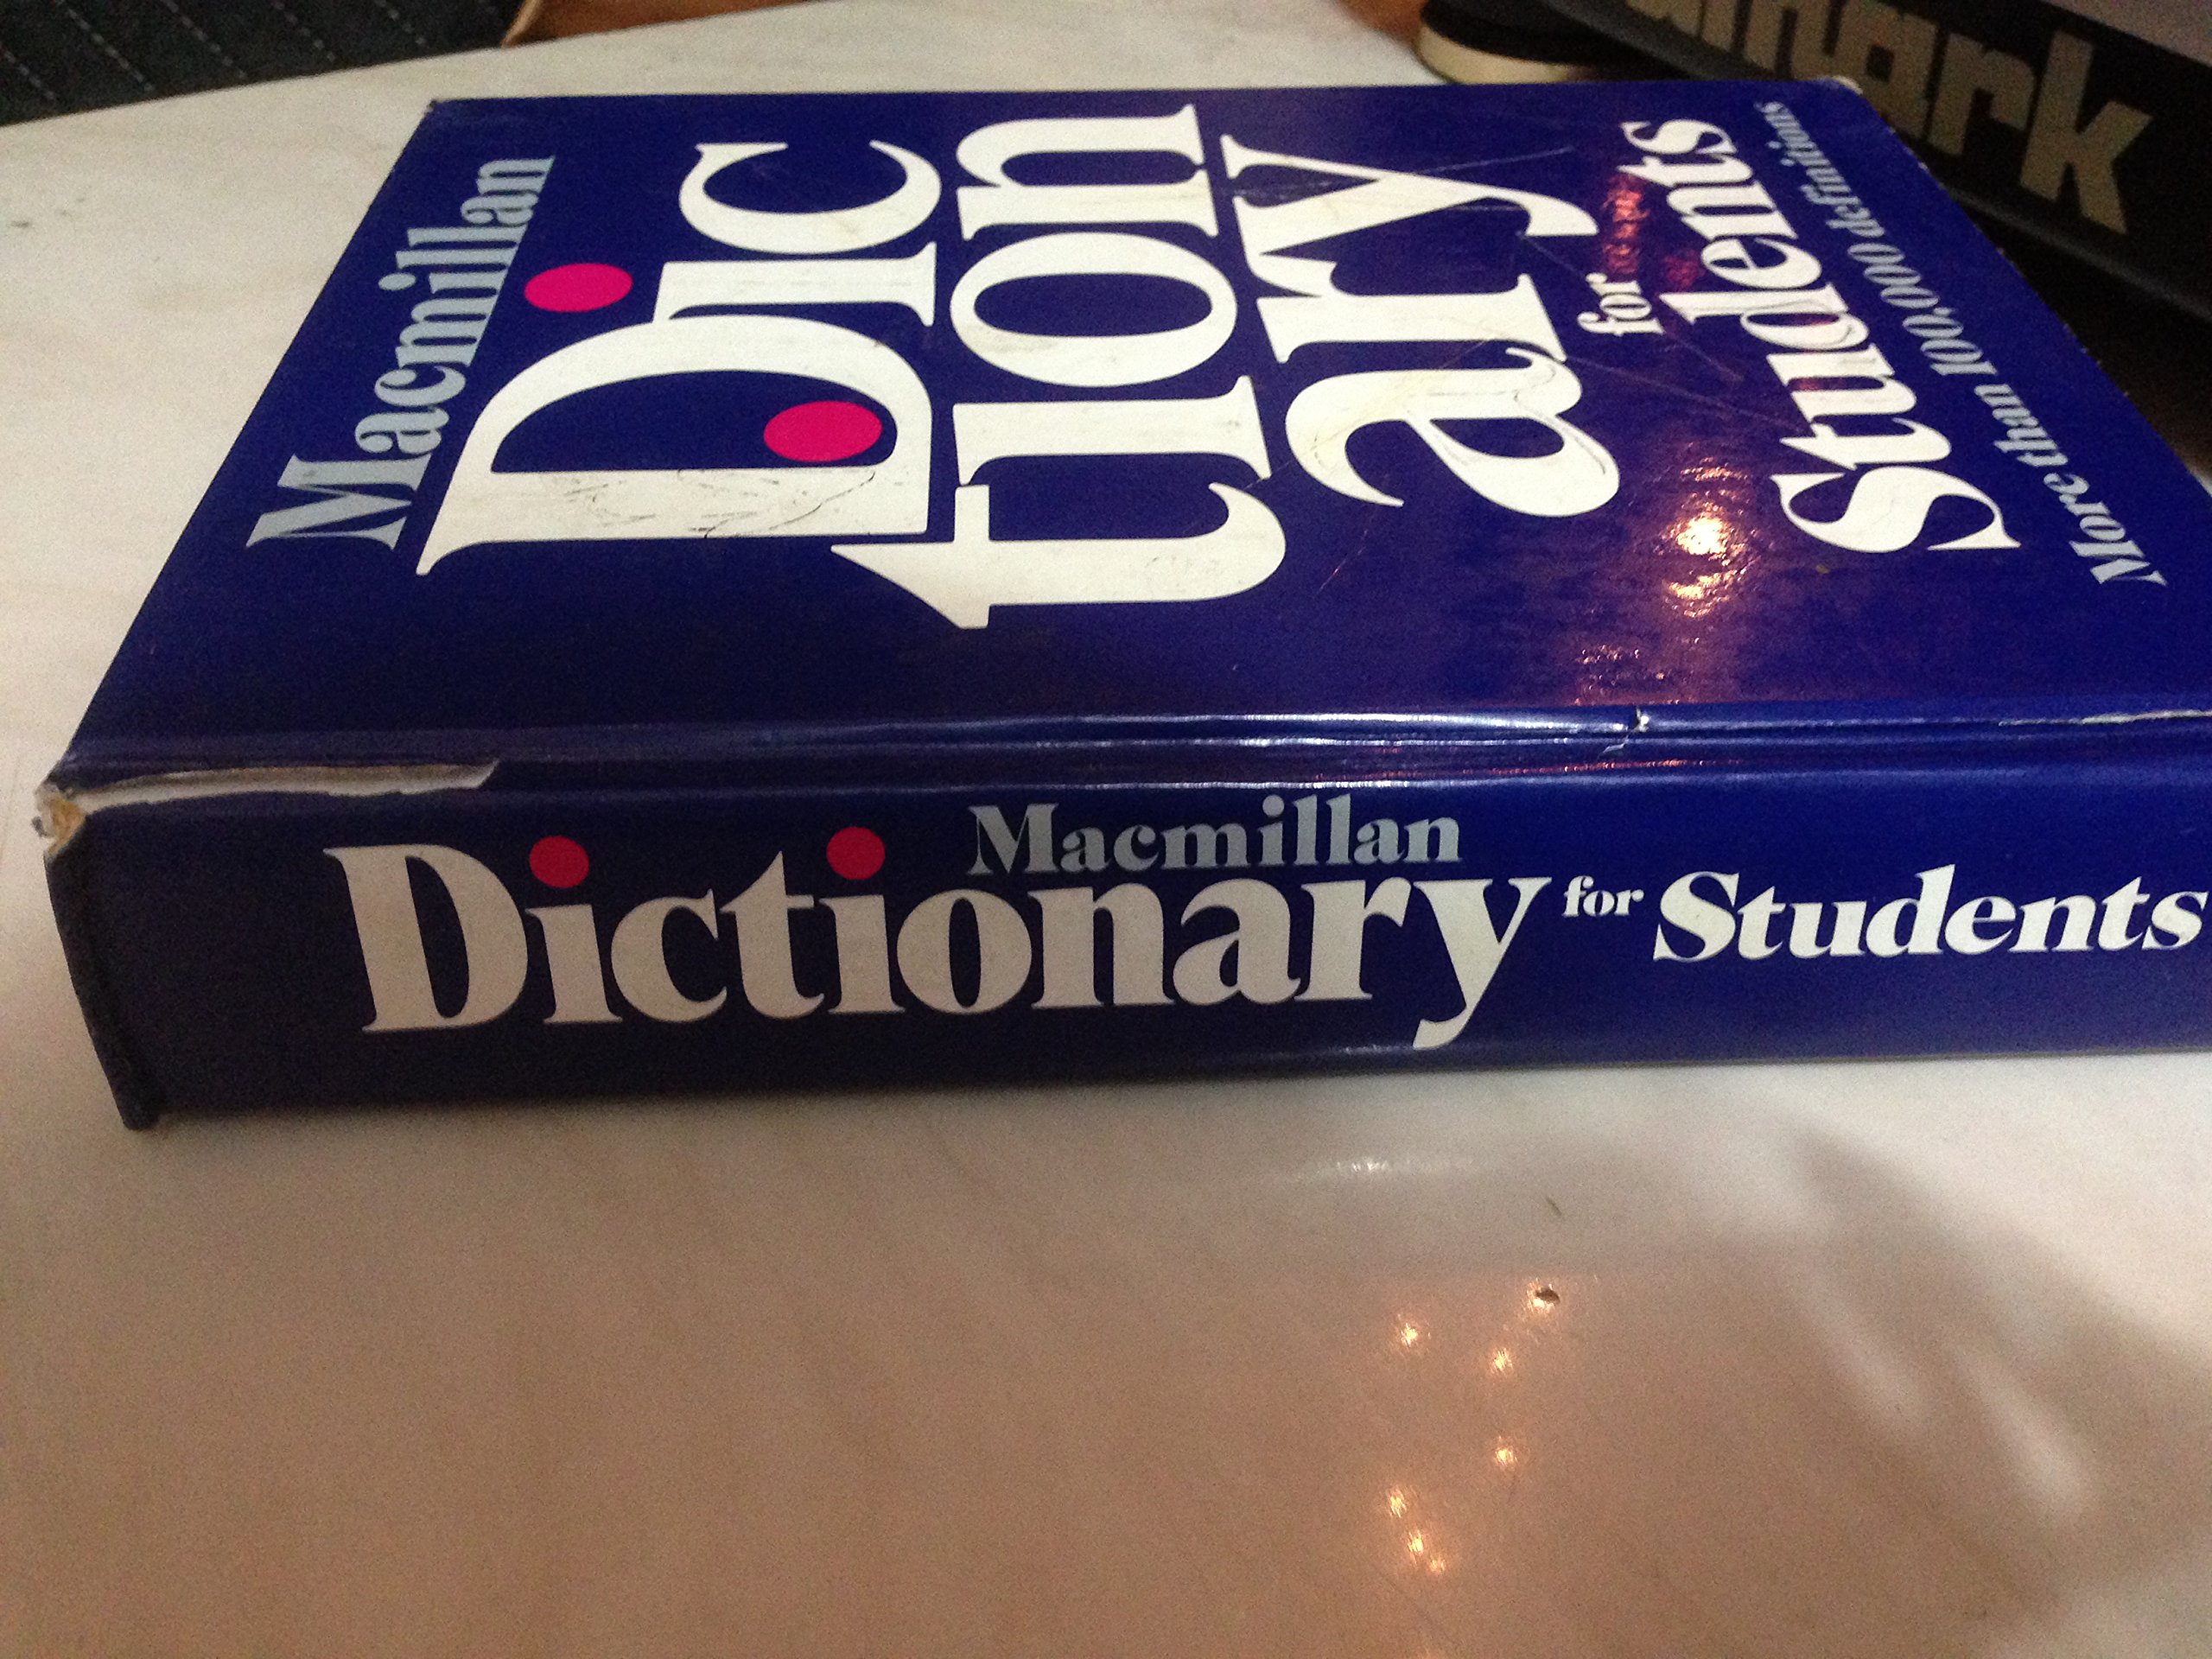 Macmillan
Dic
tion
ary
for
Students
More than 100,000 definitions
Macmillan
Dictionary for Students